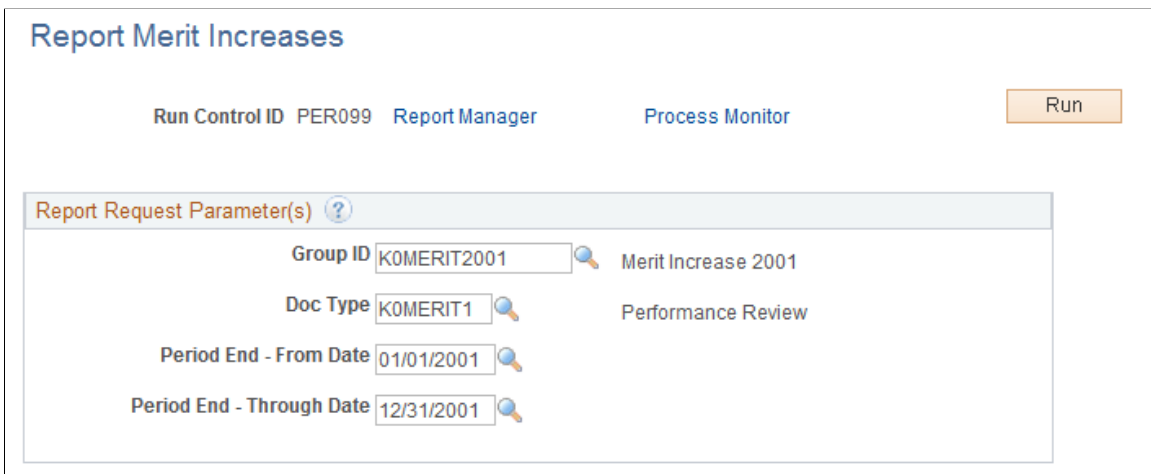 Report Merit Increases
Run Control ID PER099 Report Manager Process Monitor Run
Report Request Parameter(s) ?
Group ID K0MERIT2001 Merit Increase 2001
Doc Type K0MERIT1 Performance Review
Period End - From Date 01/01/2001
Period End - Through Date 12/31/2001